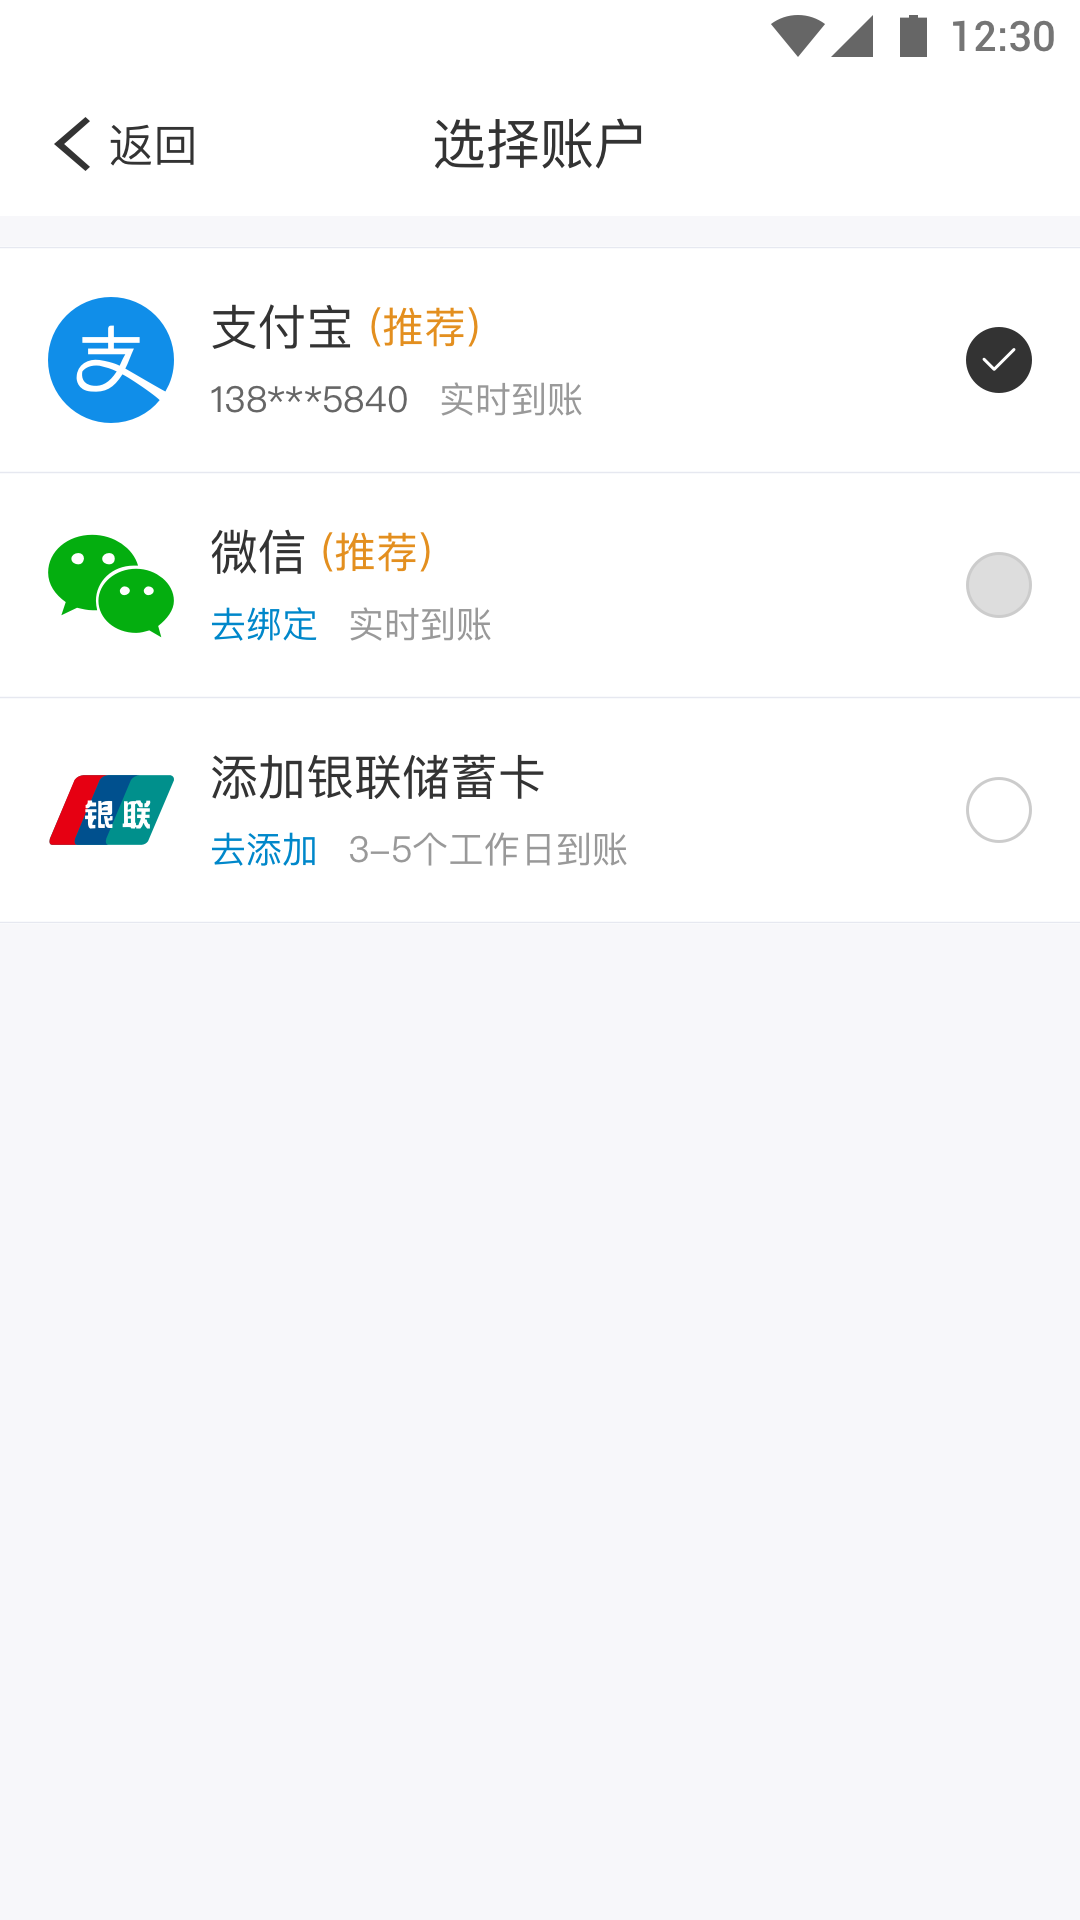 12:30
返回
选择账户
支付宝 (推荐)
138***5840 实时到账
微信 (推荐)
去绑定 实时到账
银联
添加银联储蓄卡
去添加 3-5个工作日到账